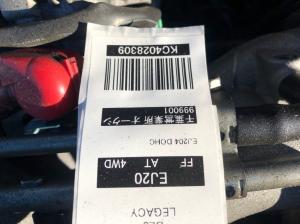 LEGACY
EJ20
FF AT 4WD
EJ204 DOHC
999001
千葉営業所
KC4028309